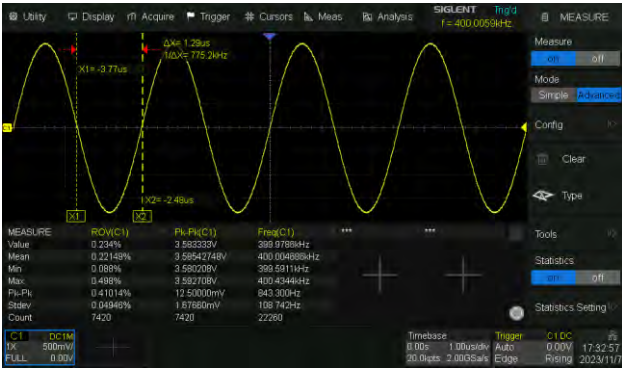 Utility Display Acquire Trigger Cursors Meas Analysis SIGLENT Trig'd
f = 400.0059kHz
MEASURE
Measure
on off
Mode
Simple Advanced
Config
Clear
Type
Tools
Statistics
on off
Statistics Setting
ΔX= 1.29us
1/ΔX= 775.2kHz
X1= -3.77us
C1
X2= -2.48us
X1 X2
MEASURE ROV(C1) Pk-Pk(C1) Freq(C1) *** ***
Value 0.234% 3.583333V 399.9786kHz
Mean 0.22149% 3.58542748V 400.004686kHz
Min 0.088% 3.580208V 399.5911kHz
Max 0.498% 3.592708V 400.4344kHz
Pk-Pk 0.41014% 12.50000mV 843.300Hz
Stdev 0.04946% 1.67660mV 108.742Hz
Count 7420 7420 22260
C1 DC1M
1X 500mV/
FULL 0.00V
Timebase
0.00s 1.00us/div
20.0kpts 2.00GSa/s
Trigger C1 DC
Auto 0.00V
Edge Rising
17:32:57
2023/11/7